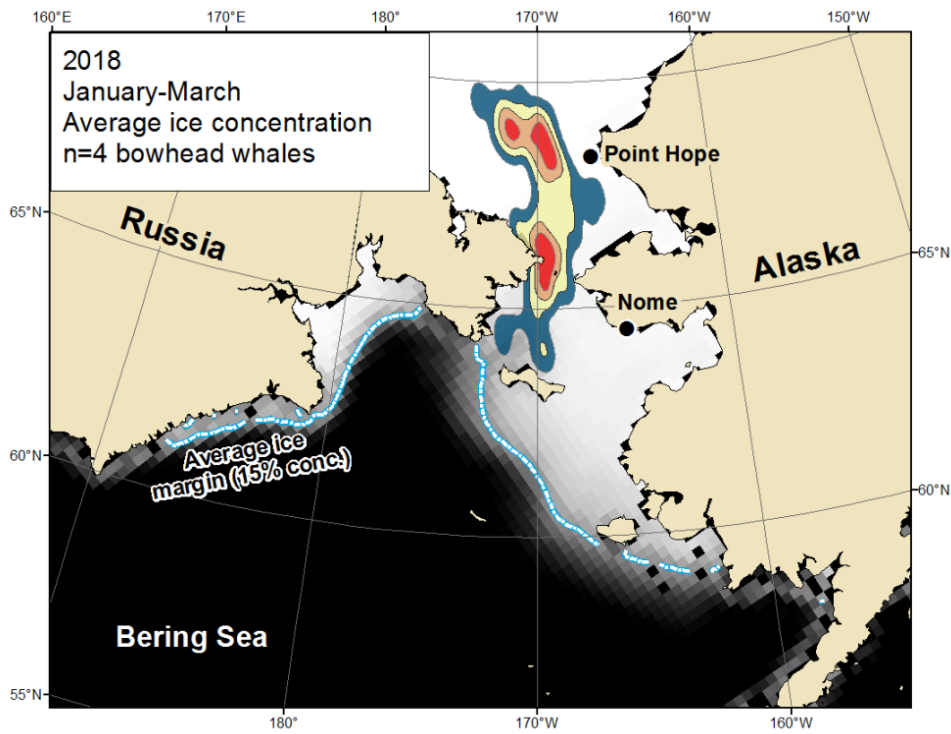 160°E
170°E
180°
170°W
160°W
150°W
2018
January-March
Average ice concentration
n=4 bowhead whales
Point Hope
65°N
Russia
65°N
Alaska
Nome
Average ice
margin (15% conc.)
60°N
60°N
Bering Sea
55°N
180°
170°W
160°W